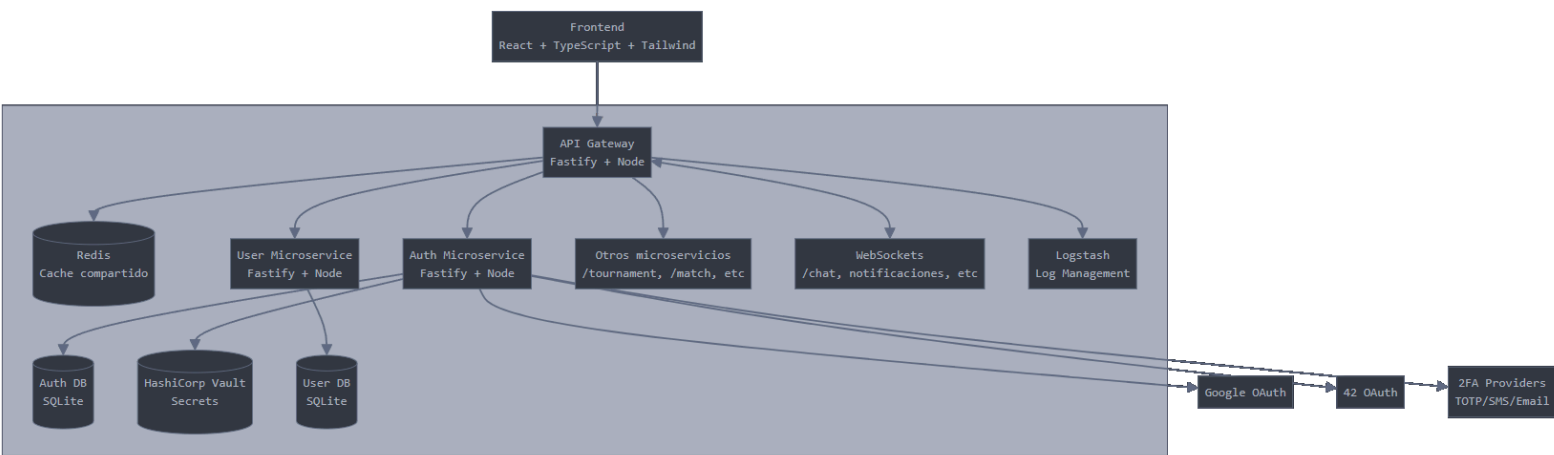 Frontend
React + TypeScript + Tailwind
API Gateway
Fastify + Node
Redis
Cache compartido
User Microservice
Fastify + Node
Auth Microservice
Fastify + Node
Otros microservicios
/tournament, /match, etc
WebSockets
/chat, notificaciones, etc
Logstash
Log Management
Auth DB
SQLite
HashiCorp Vault
Secrets
User DB
SQLite
Google OAuth
42 OAuth
2FA Providers
TOTP/SMS/Email